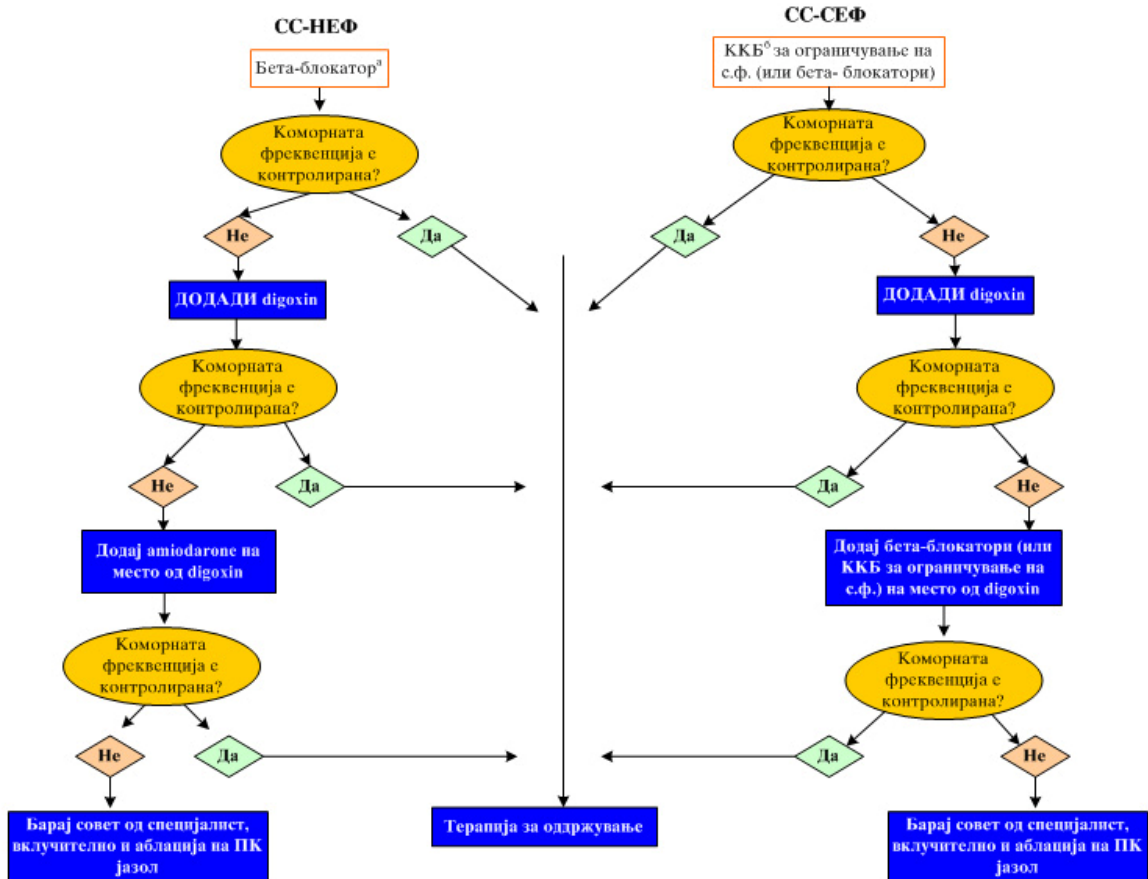 СС-НЕФ
СС-СЕФ
Бета-блокаторᵃ
ККБᵟ за ограничување на
с.ф. (или бета- блокатори)
Коморната
фреквенција е
контролирана?
Коморната
фреквенција е
контролирана?
Не
Да
Да
Не
ДОДАДИ digoxin
ДОДАДИ digoxin
Коморната
фреквенција е
контролирана?
Коморната
фреквенција е
контролирана?
Не
Да
Да
Не
Додај amiodarone на
место од digoxin
Додај бета-блокатори (или
ККБ за ограничување на
с.ф.) на место од digoxin
Коморната
фреквенција е
контролирана?
Коморната
фреквенција е
контролирана?
Не
Да
Да
Не
Барај совет од специјалист,
вклучително и аблација на ПК
јазол
Терапија за оддржување
Барај совет од специјалист,
вклучително и аблација на ПК
јазол